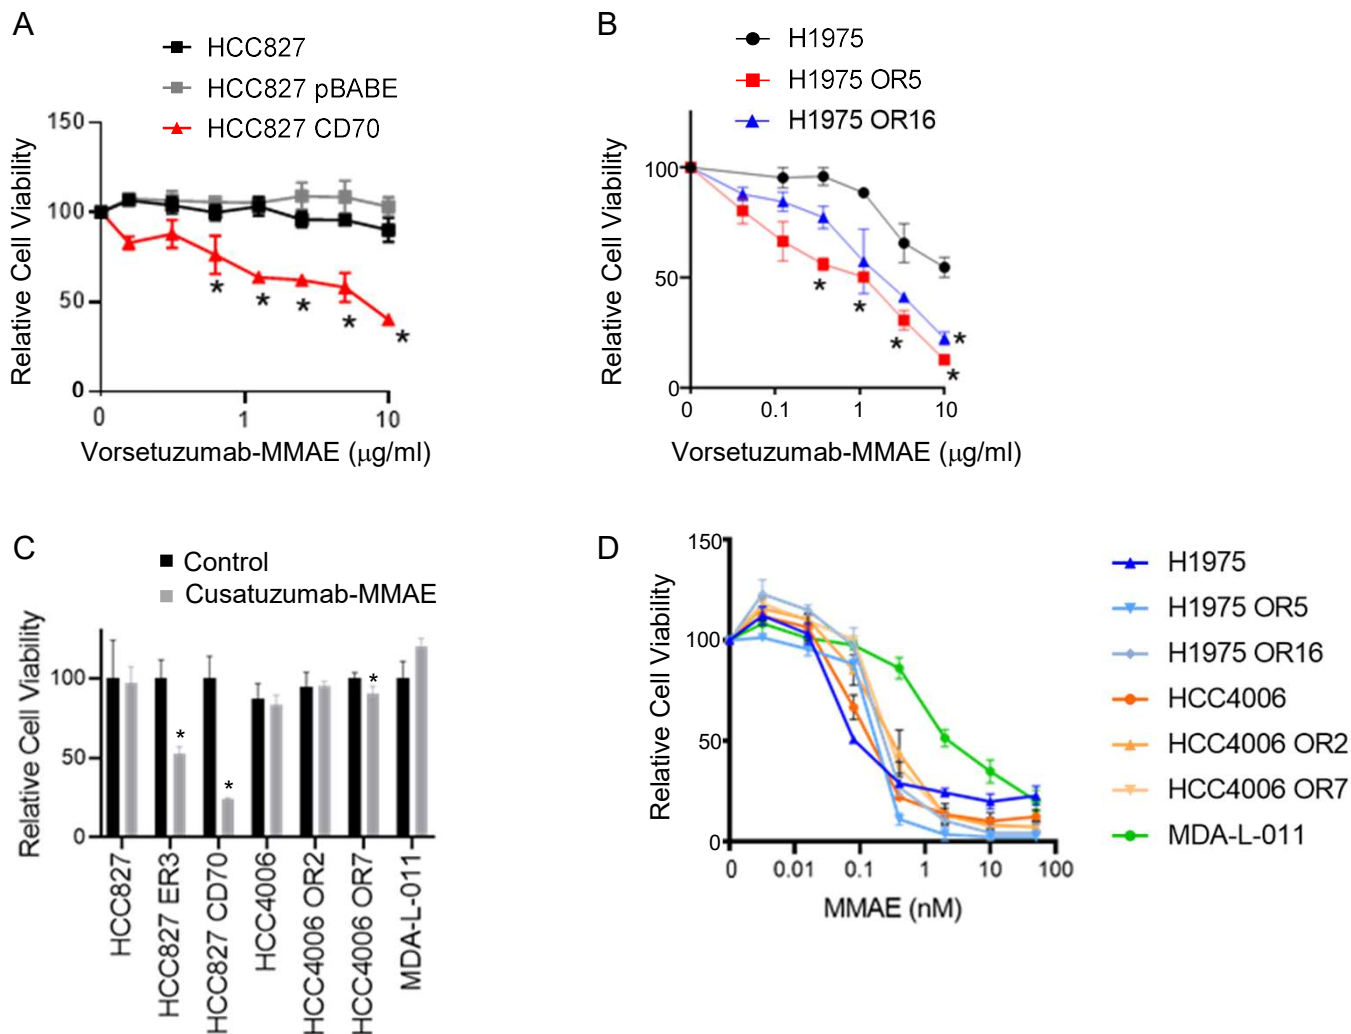 A
HCC827
HCC827 pBABE
HCC827 CD70
Relative Cell Viability
150
100
50
0
0
1
10
*
*
*
*
*
Vorsetuzumab-MMAE (μg/ml)
B
H1975
H1975 OR5
H1975 OR16
Relative Cell Viability
100
50
0
0
0.1
1
10
*
*
*
*
*
Vorsetuzumab-MMAE (μg/ml)
C
Control
Cusatuzumab-MMAE
Relative Cell Viability
100
50
0
*
*
*
HCC827
HCC827 ER3
HCC827 CD70
HCC4006
HCC4006 OR2
HCC4006 OR7
MDA-L-011
D
Relative Cell Viability
150
100
50
0
0
0.01
0.1
1
10
100
MMAE (nM)
H1975
H1975 OR5
H1975 OR16
HCC4006
HCC4006 OR2
HCC4006 OR7
MDA-L-011